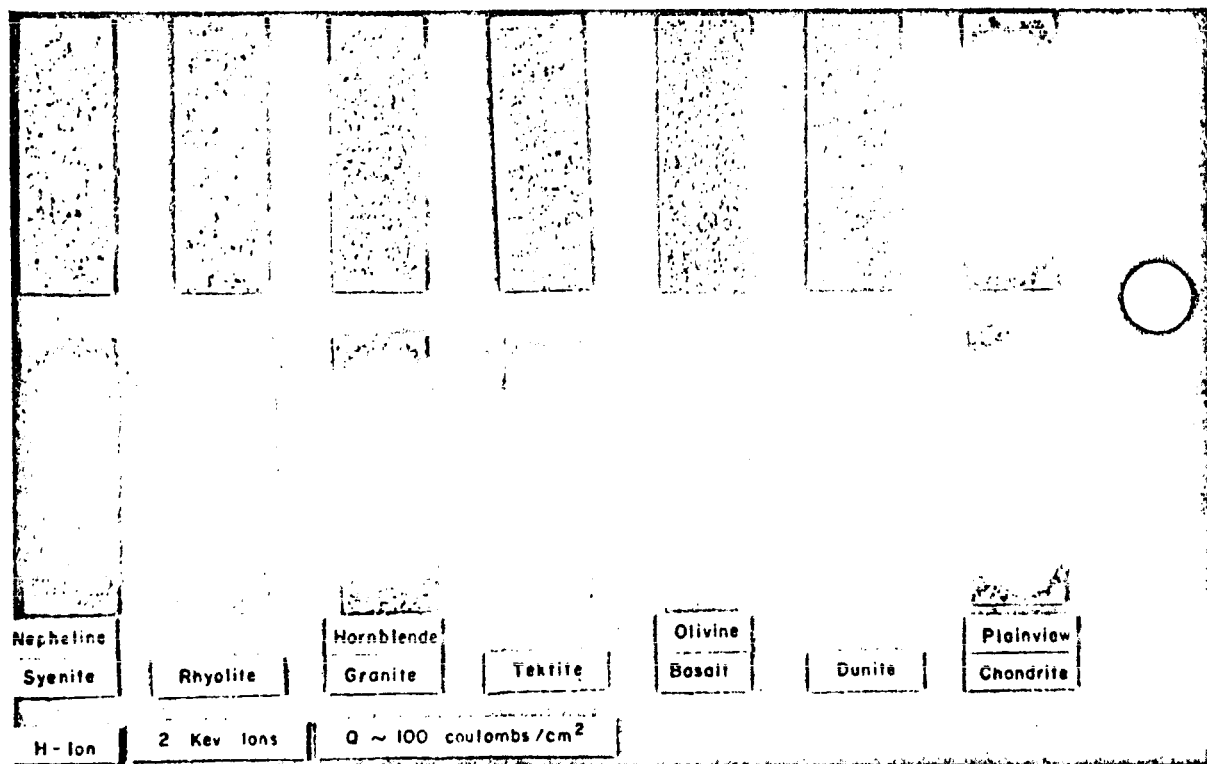 Nepheline
Syenite
Rhyolite
Hornblende
Granite
Tektite
Olivine
Basalt
Dunite
Plainview
Chondrite
H-Ion
2 Kev Ions
Q ~ 100 coulombs/cm²